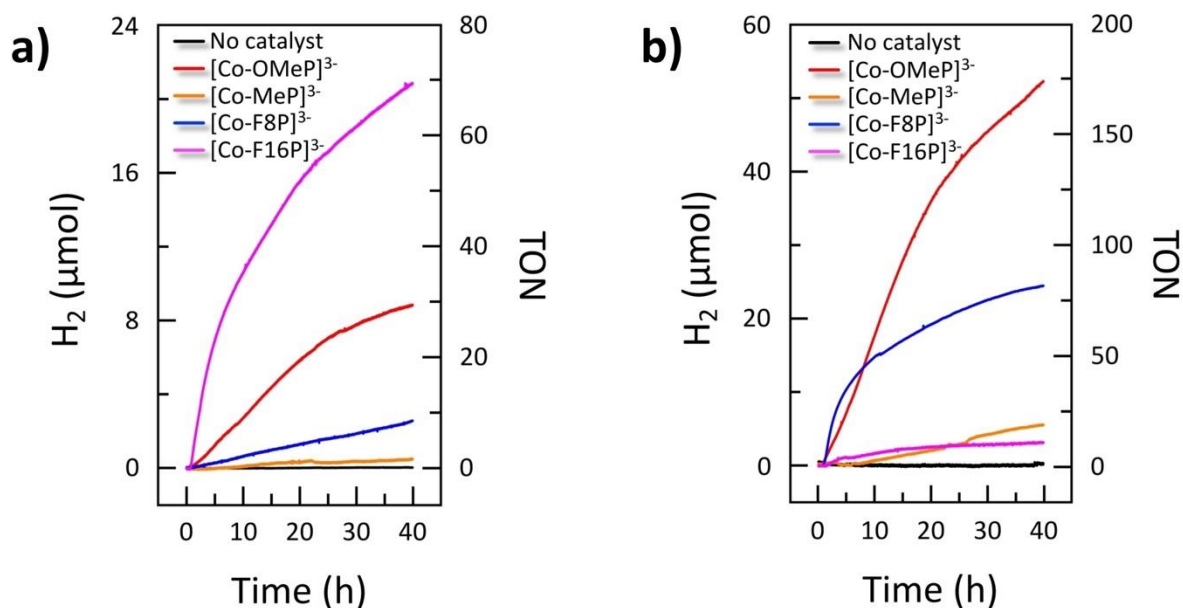 a)
No catalyst
[Co-OMeP]³⁻
[Co-MeP]³⁻
[Co-F8P]³⁻
[Co-F16P]³⁻
24
16
8
0
H₂ (µmol)
80
60
40
20
0
TON
0 10 20 30 40
Time (h)
b)
No catalyst
[Co-OMeP]³⁻
[Co-MeP]³⁻
[Co-F8P]³⁻
[Co-F16P]³⁻
60
40
20
0
H₂ (µmol)
200
150
100
50
0
TON
0 10 20 30 40
Time (h)